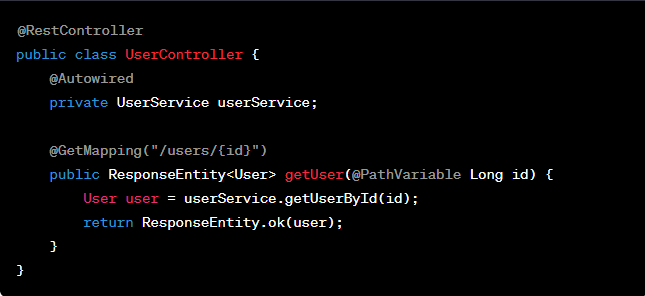 @RestController
public class UserController {
    @Autowired
    private UserService userService;

    @GetMapping("/users/{id}")
    public ResponseEntity<User> getUser(@PathVariable Long id) {
        User user = userService.getUserById(id);
        return ResponseEntity.ok(user);
    }
}